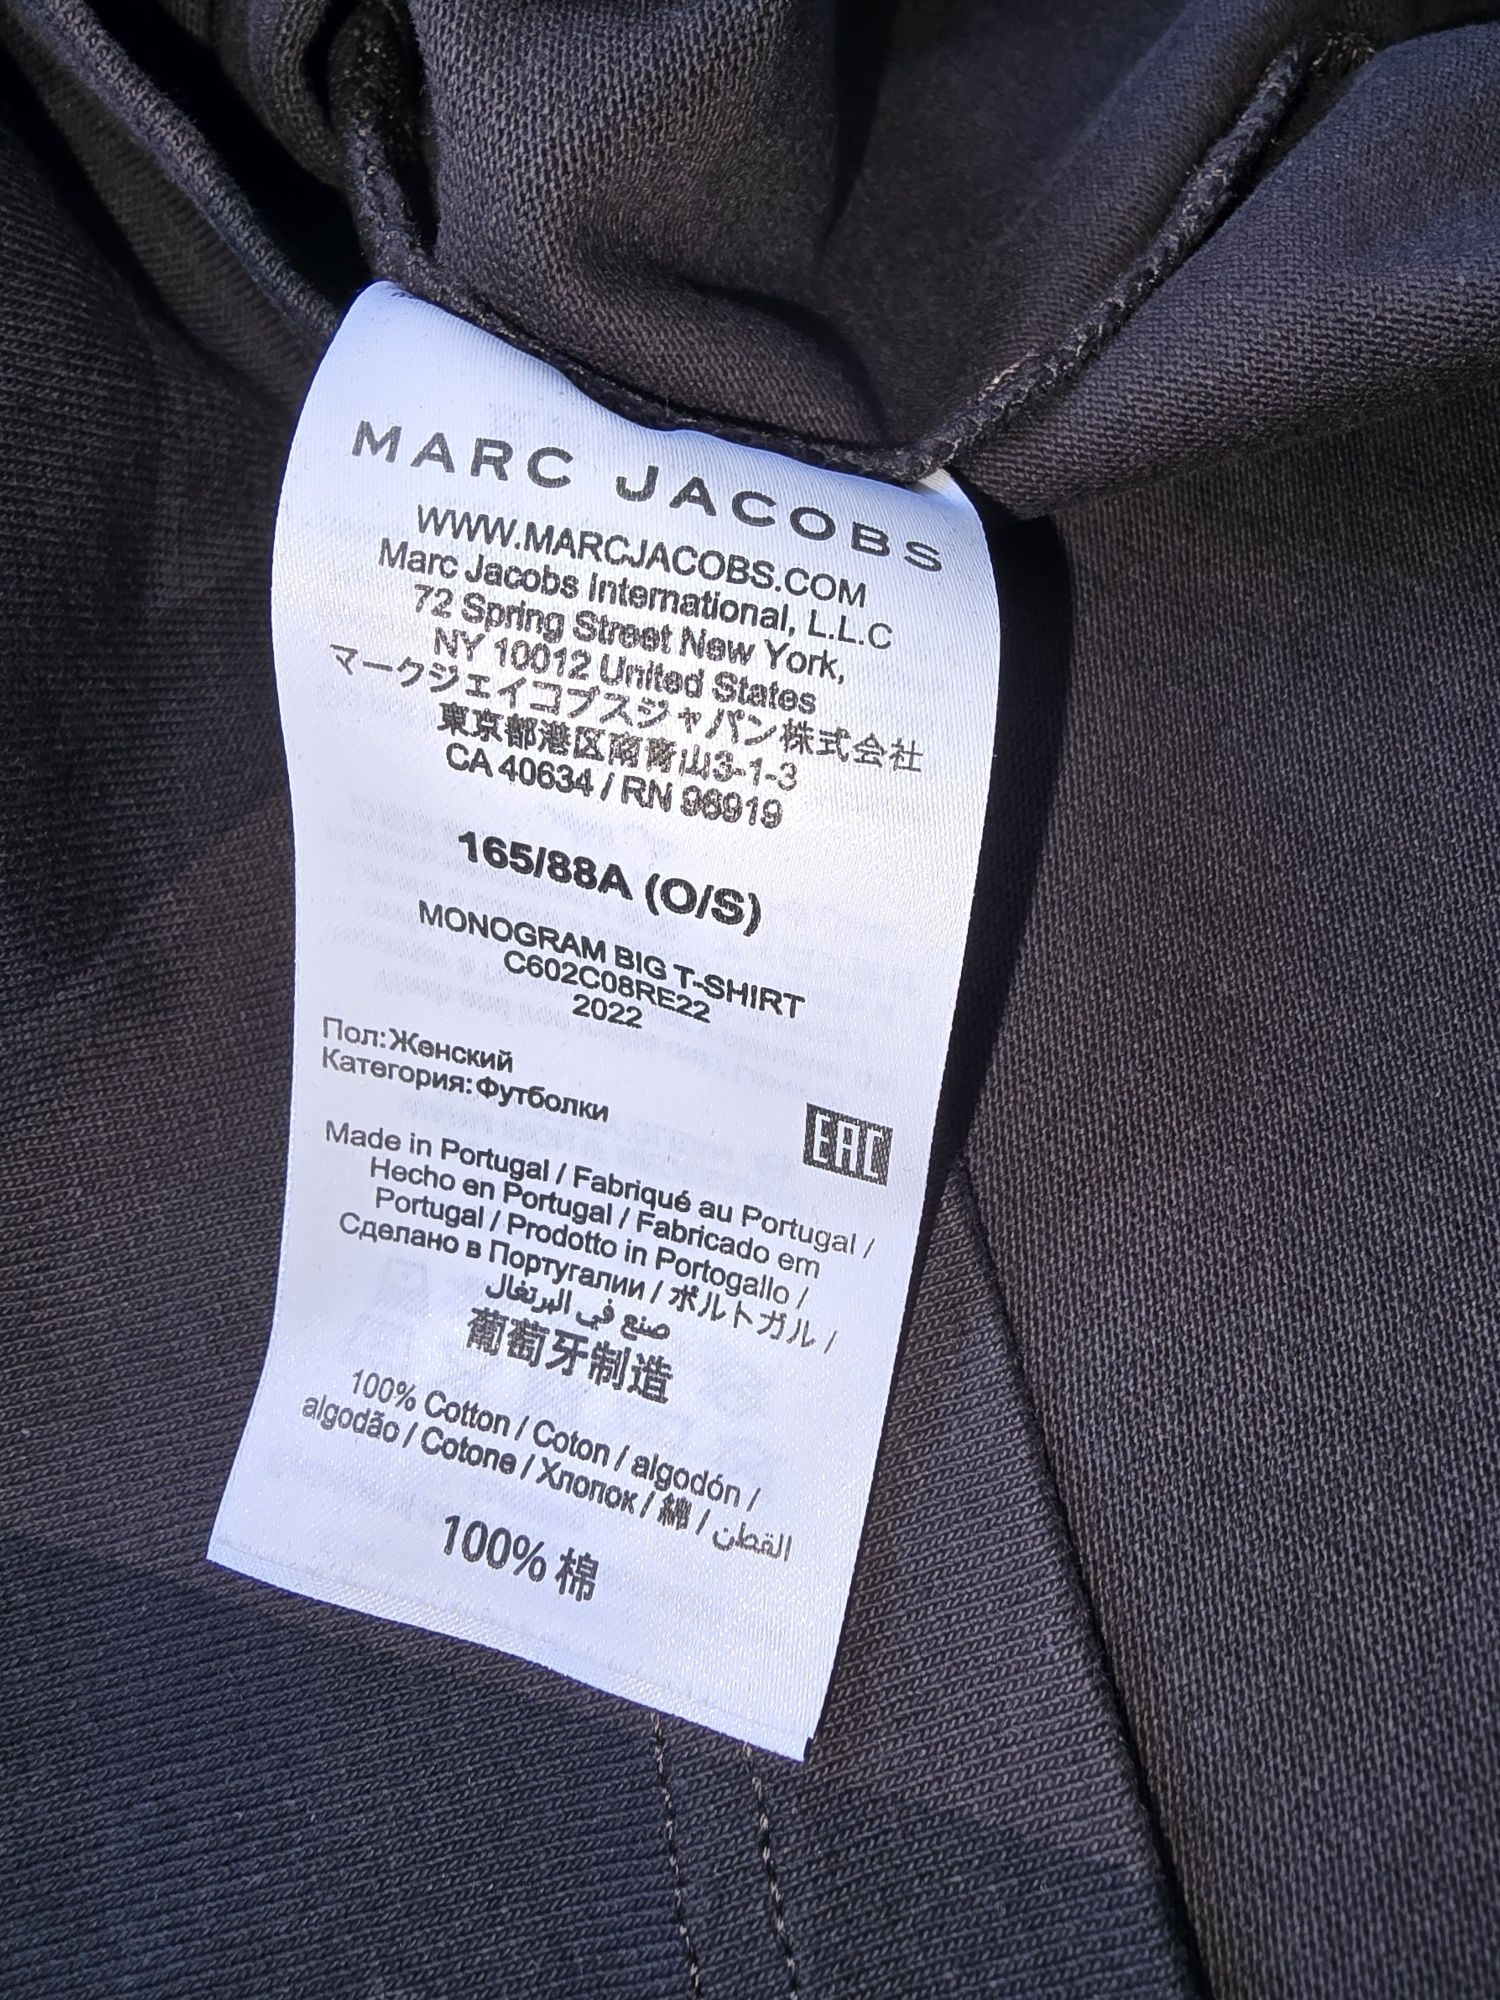 MARC JACOBS
WWW.MARCJACOBS.COM
Marc Jacobs International, L.L.C
72 Spring Street New York,
NY 10012 United States
マークジェイコブスジャパン株式会社
東京都港区南青山3-1-3
CA 40634 / RN 96919
165/88A (O/S)
MONOGRAM BIG T-SHIRT
C602C08RE22
2022
Пол:Женский
Категория:Футболки
EAC
Made in Portugal / Fabriqué au Portugal /
Hecho en Portugal / Fabricado em
Portugal / Prodotto in Portogallo /
Сделано в Португалии / ポルトガル /
صنع في البرتغال
葡萄牙制造
100% Cotton / Coton / algodón /
algodão / Cotone / Хлопок / 綿 / القطن
100% 棉